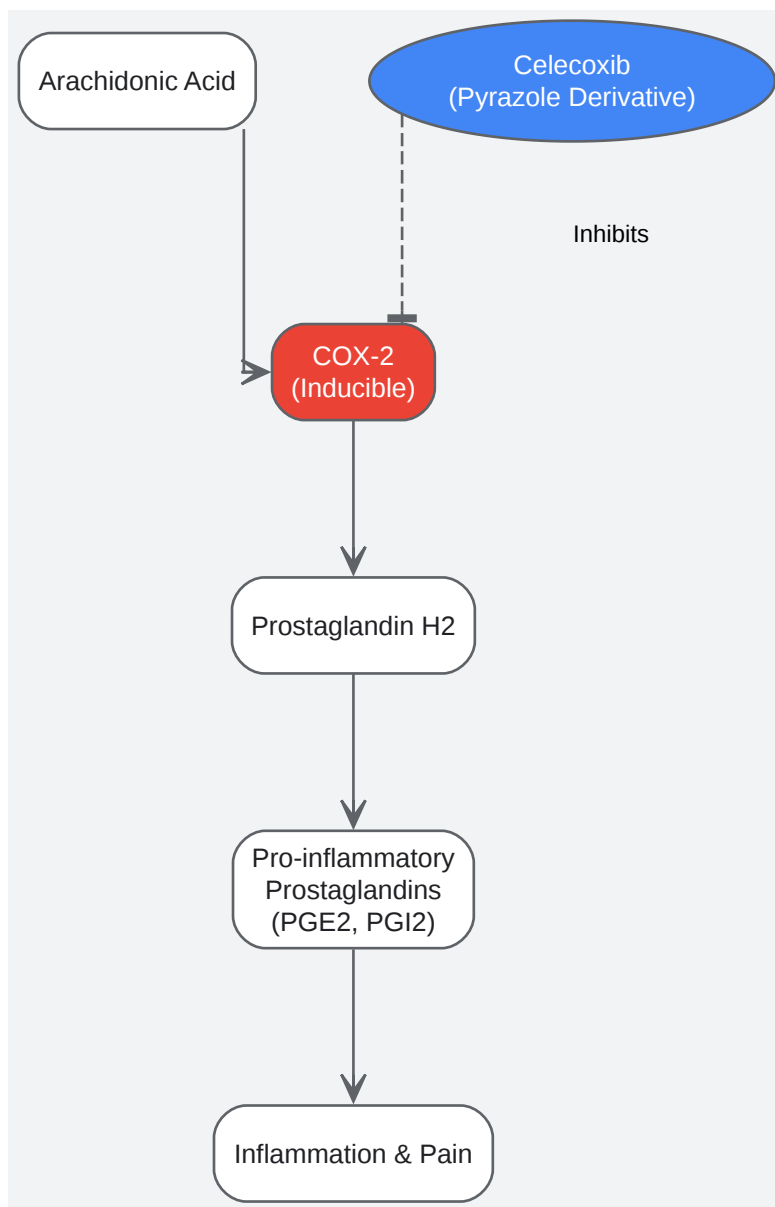 Arachidonic Acid
Celecoxib
(Pyrazole Derivative)
Inhibits
COX-2
(Inducible)
Prostaglandin H2
Pro-inflammatory
Prostaglandins
(PGE2, PGI2)
Inflammation & Pain